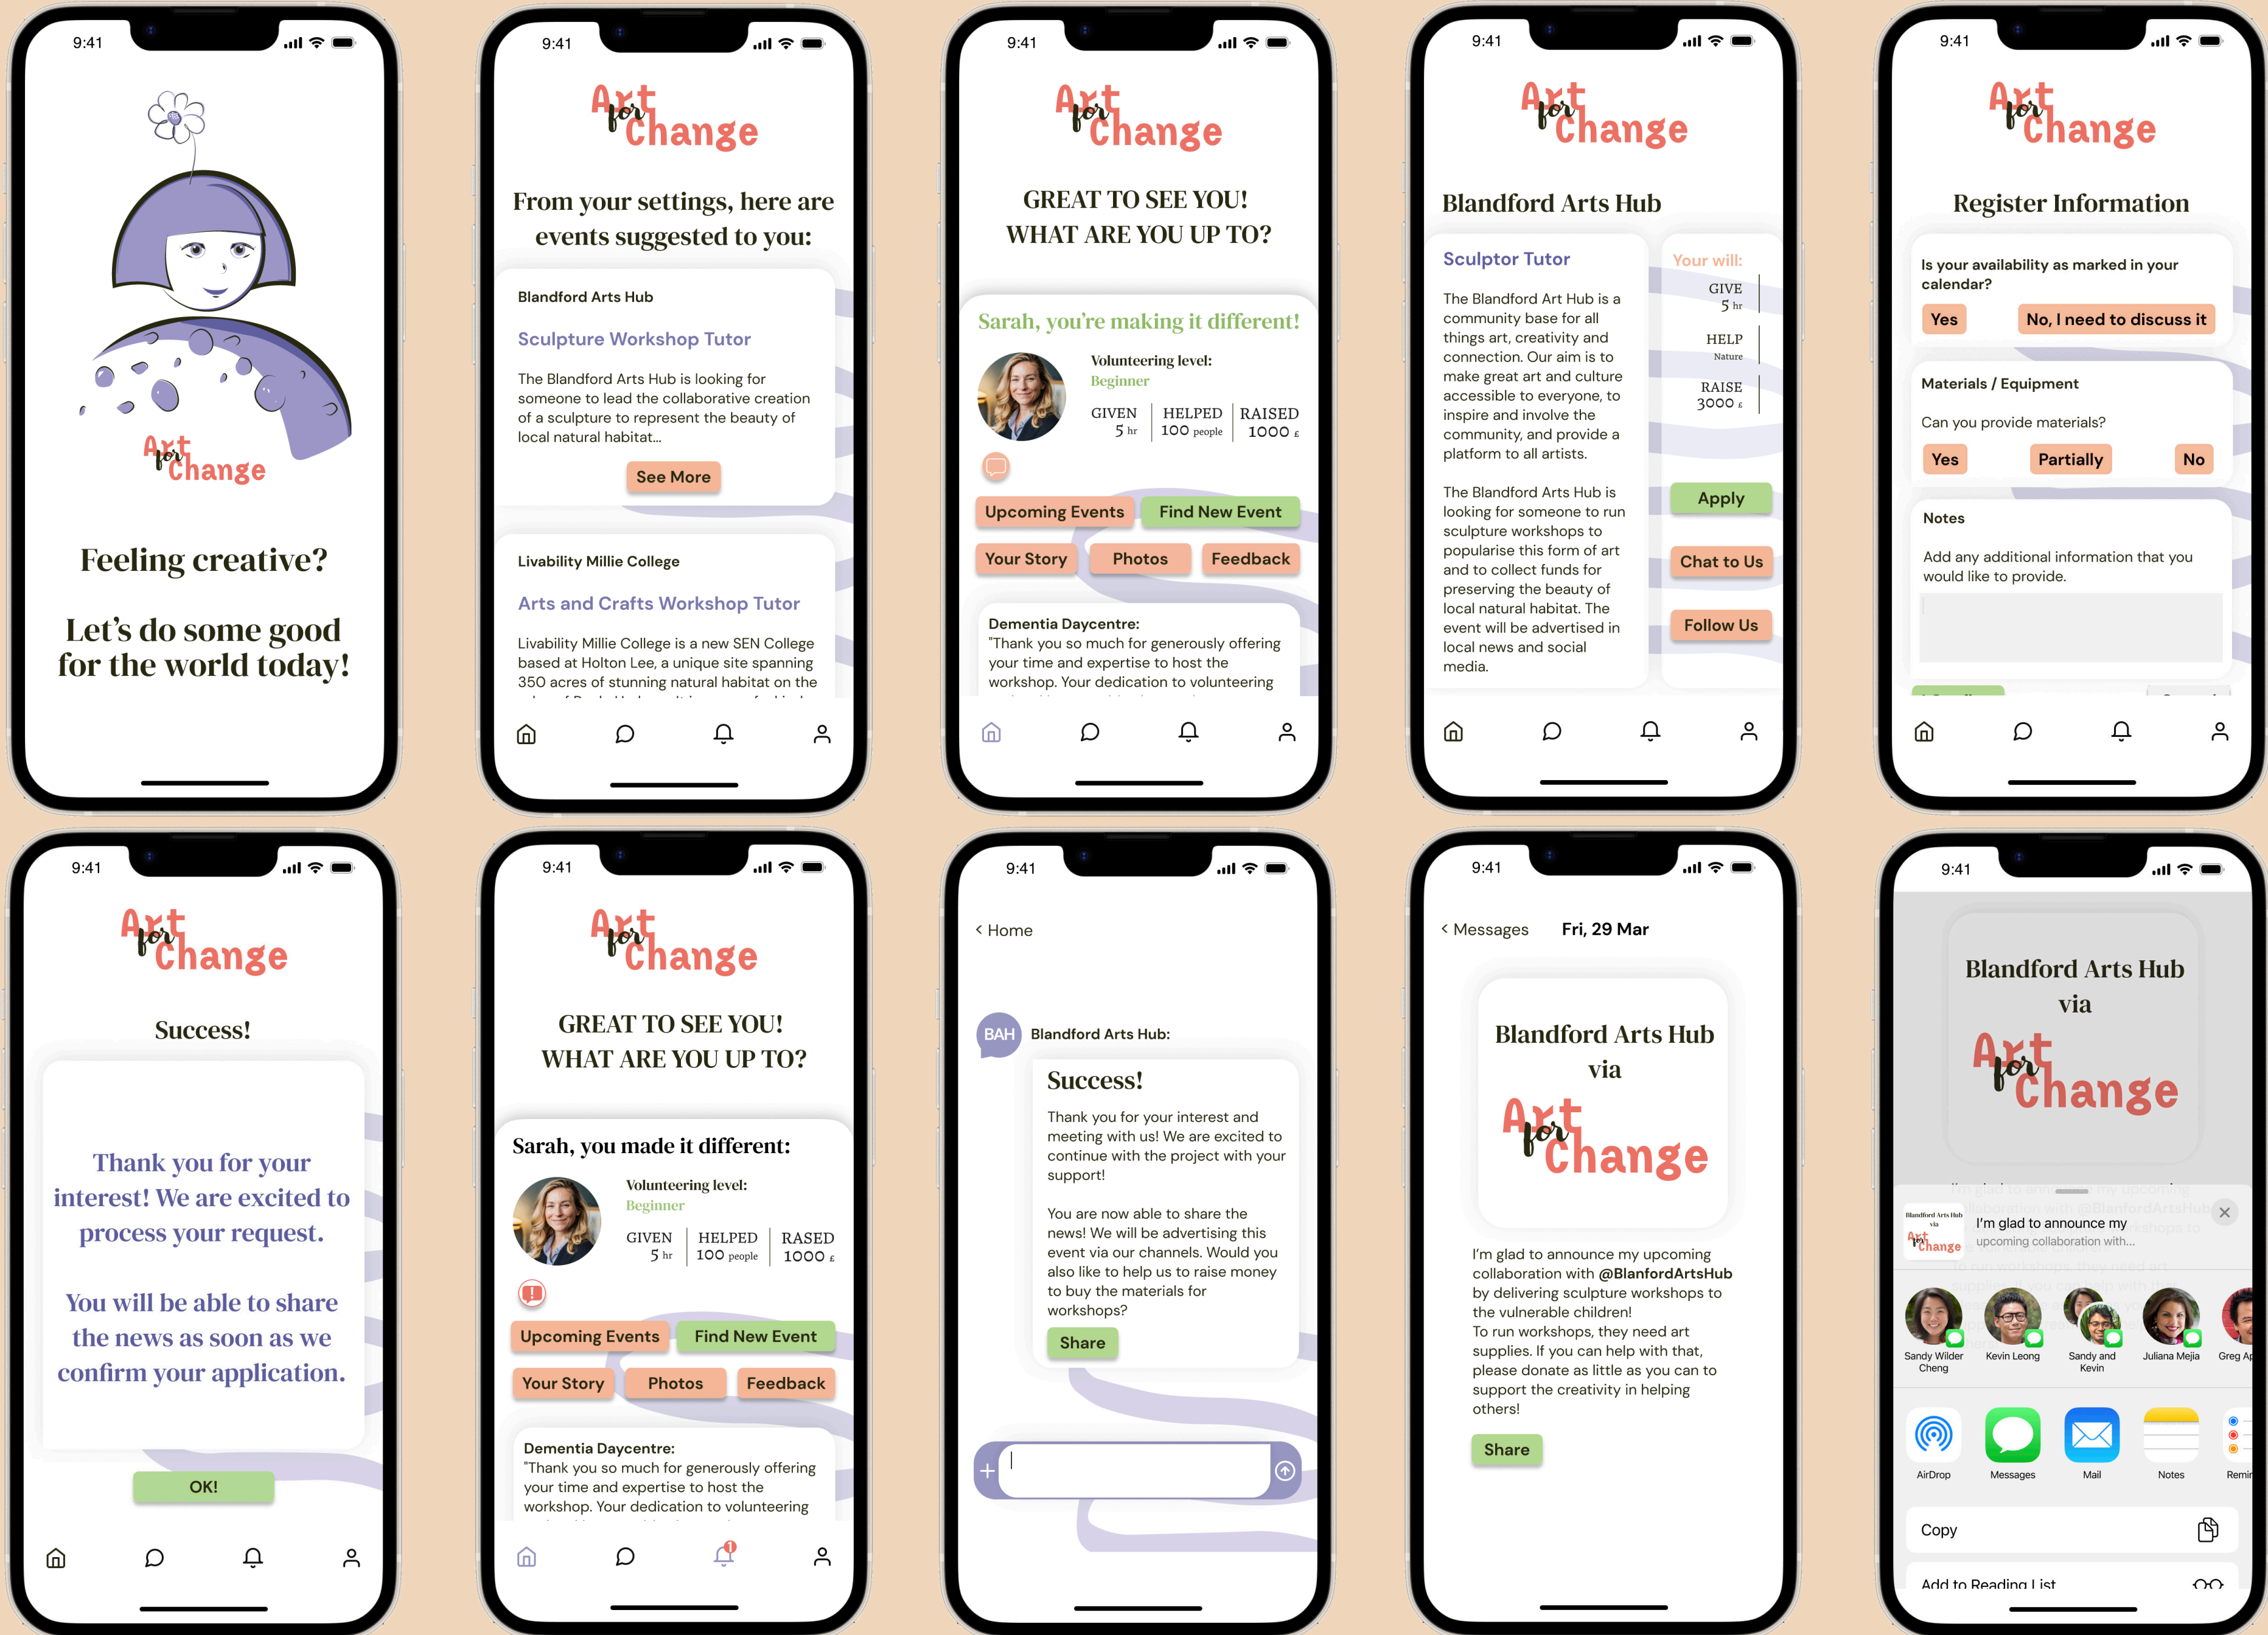 9:41
Art
for
Change
Feeling creative?
Let's do some good
for the world today!
9:41
Art
for
Change
From your settings, here are
events suggested to you:
Blandford Arts Hub
Sculpture Workshop Tutor
The Blandford Arts Hub is looking for
someone to lead the collaborative creation
of a sculpture to represent the beauty of
local natural habitat...
See More
Livability Millie College
Arts and Crafts Workshop Tutor
Livability Millie College is a new SEN College
based at Holton Lee, a unique site spanning
350 acres of stunning natural habitat on the
9:41
Art
for
Change
GREAT TO SEE YOU!
WHAT ARE YOU UP TO?
Sarah, you're making it different!
Volunteering level:
Beginner
GIVEN HELPED RAISED
5 hr 100 people 1000 £
Upcoming Events Find New Event
Your Story Photos Feedback
Dementia Daycentre:
"Thank you so much for generously offering
your time and expertise to host the
workshop. Your dedication to volunteering
9:41
Art
for
Change
Blandford Arts Hub
Sculptor Tutor
The Blandford Art Hub is a
community base for all
things art, creativity and
connection. Our aim is to
make great art and culture
accessible to everyone, to
inspire and involve the
community, and provide a
platform to all artists.
The Blandford Arts Hub is
looking for someone to run
sculpture workshops to
popularise this form of art
and to collect funds for
preserving the beauty of
local natural habitat. The
event will be advertised in
local news and social
media.
Your will:
GIVE
5 hr
HELP
Nature
RAISE
3000 £
Apply
Chat to Us
Follow Us
9:41
Art
for
Change
Register Information
Is your availability as marked in your
calendar?
Yes No, I need to discuss it
Materials / Equipment
Can you provide materials?
Yes Partially No
Notes
Add any additional information that you
would like to provide.
9:41
Art
for
Change
Success!
Thank you for your
interest! We are excited to
process your request.
You will be able to share
the news as soon as we
confirm your application.
OK!
9:41
Art
for
Change
GREAT TO SEE YOU!
WHAT ARE YOU UP TO?
Sarah, you made it different:
Volunteering level:
Beginner
GIVEN HELPED RASED
5 hr 100 people 1000 £
!
Upcoming Events Find New Event
Your Story Photos Feedback
Dementia Daycentre:
"Thank you so much for generously offering
your time and expertise to host the
workshop. Your dedication to volunteering
1
9:41
< Home
BAH Blandford Arts Hub:
Success!
Thank you for your interest and
meeting with us! We are excited to
continue with the project with your
support!
You are now able to share the
news! We will be advertising this
event via our channels. Would you
also like to help us to raise money
to buy the materials for
workshops?
Share
9:41
< Messages Fri, 29 Mar
Blandford Arts Hub
via
Art
for
Change
I'm glad to announce my upcoming
collaboration with @BlanfordArtsHub
by delivering sculpture workshops to
the vulnerable children!
To run workshops, they need art
supplies. If you can help with that,
please donate as little as you can to
support the creativity in helping
others!
Share
9:41
Blandford Arts Hub
via
Art
for
Change
Blandford Arts Hub
via
Art
for
Change
I'm glad to announce my
upcoming collaboration with...
Sandy Wilder
Cheng
Kevin Leong
Sandy and
Kevin
Juliana Mejia
Greg Ap
AirDrop Messages Mail Notes Remin
Copy
Add to Reading List